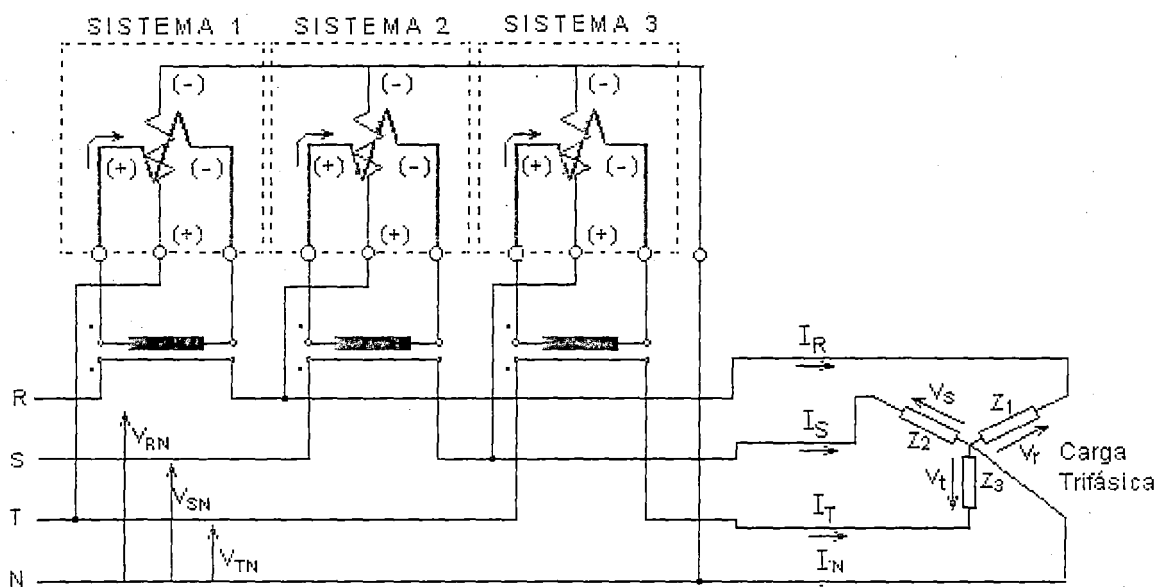 SISTEMA 1 SISTEMA 2 SISTEMA 3
(-) (-) (-)
(+) (-) (+) (-) (+) (-)
(+) (+) (+)
I_R
R
V_RN
V_S Z_1
I_S
Z_2 V_r Carga
S
V_t Z_3 Trifásica
V_SN
T
I_T
V_TN
I_N
N